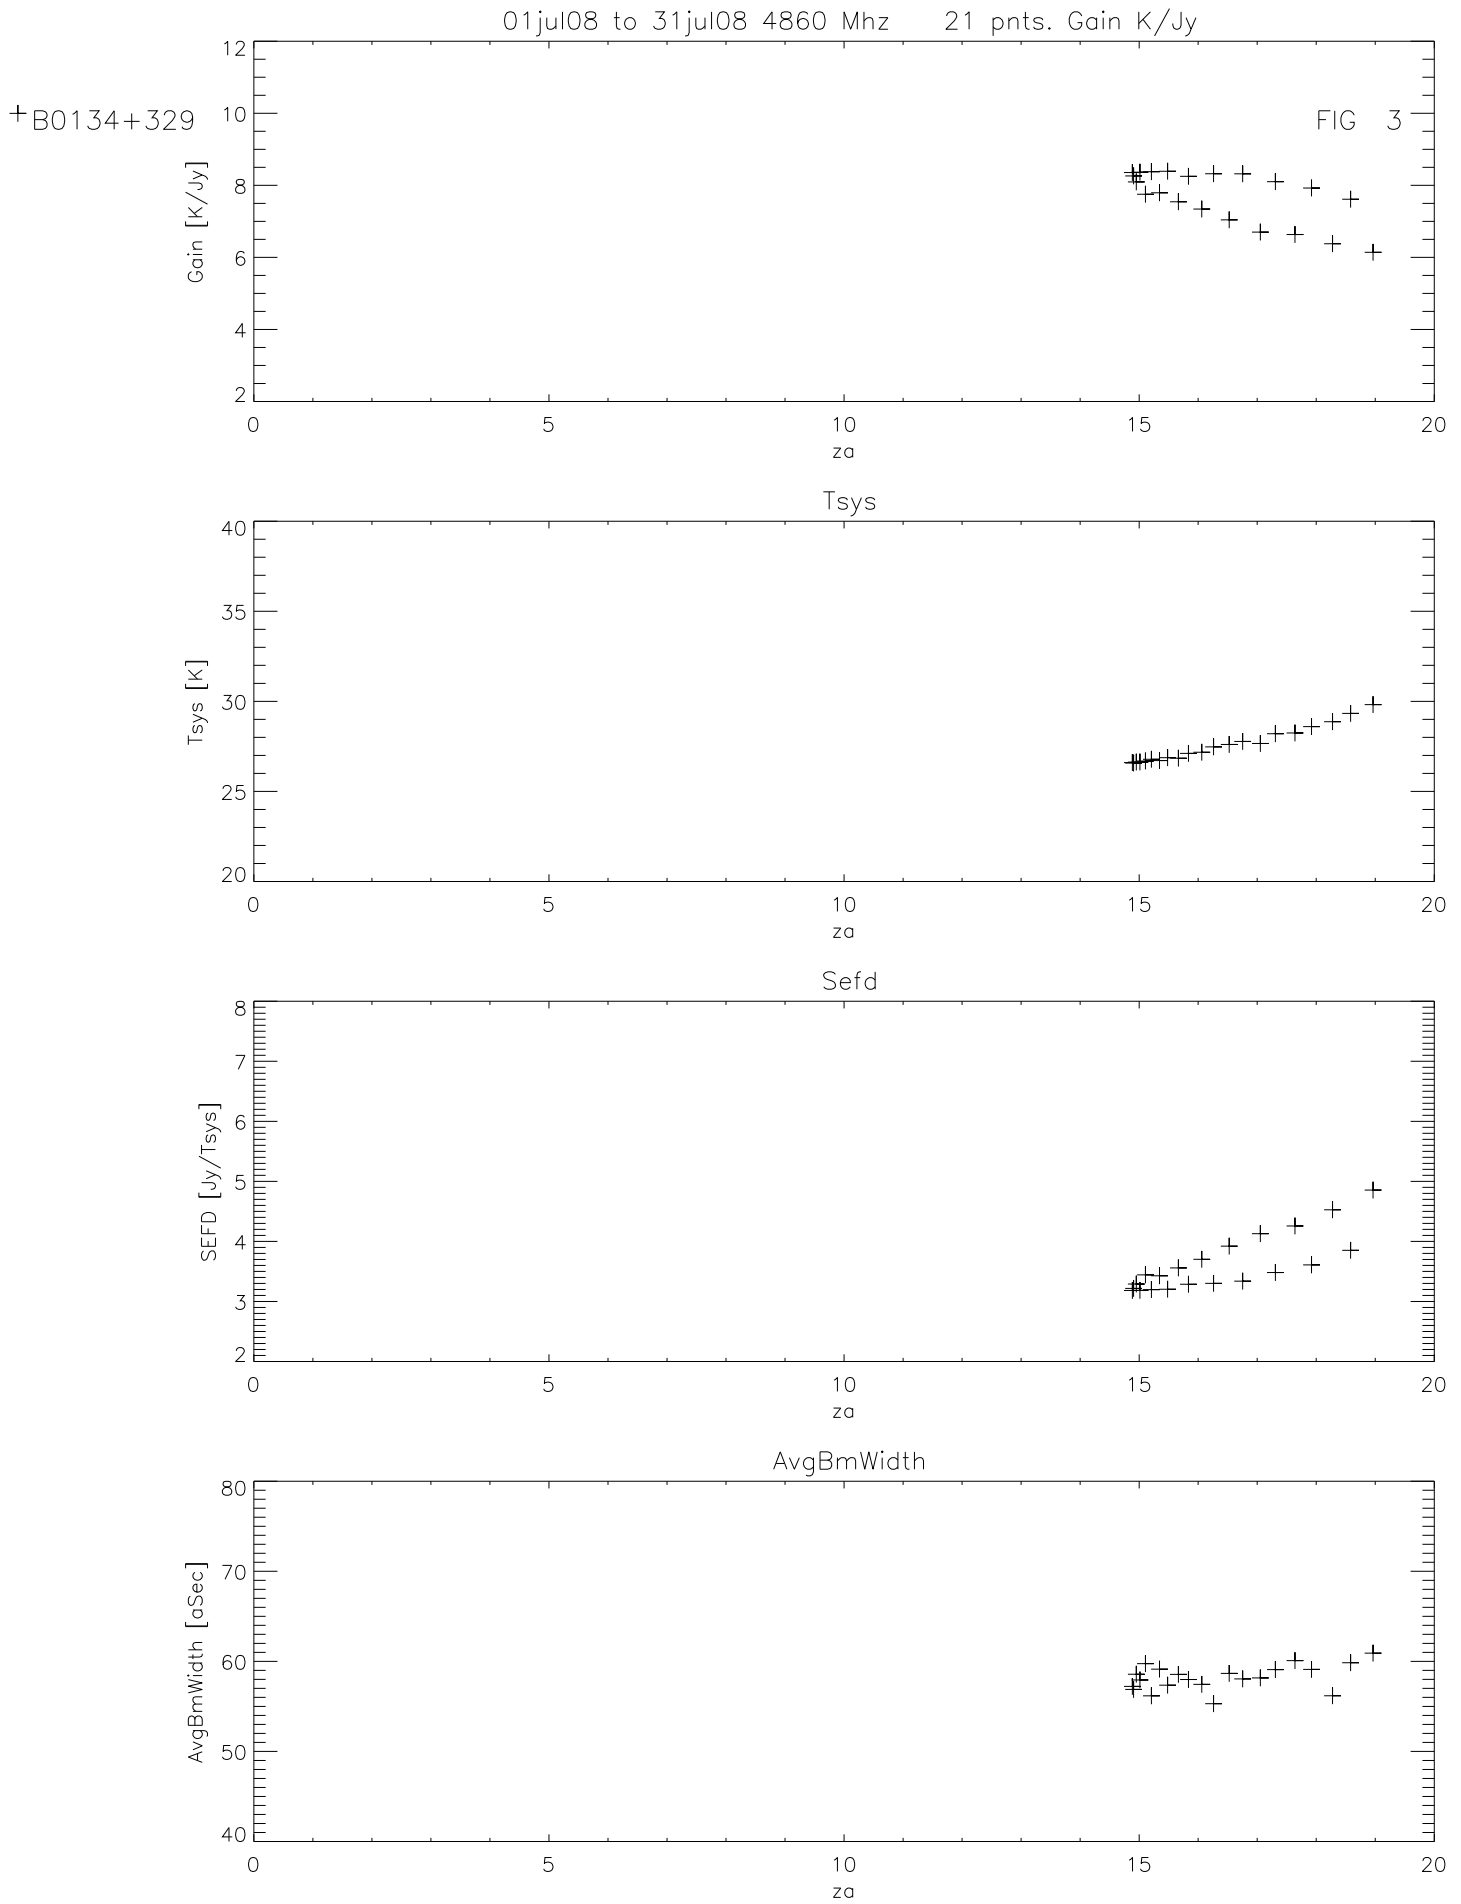 01jul08 to 31jul08 4860 Mhz 21 pnts. Gain K/Jy
+B0134+329
FIG 3
Gain [K/Jy]
12
10
8
6
4
2
0 5 10 15 20
za
Tsys
Tsys [K]
40
35
30
25
20
0 5 10 15 20
za
Sefd
SEFD [Jy/Tsys]
8
7
6
5
4
3
2
0 5 10 15 20
za
AvgBmWidth
AvgBmWidth [aSec]
80
70
60
50
40
0 5 10 15 20
za